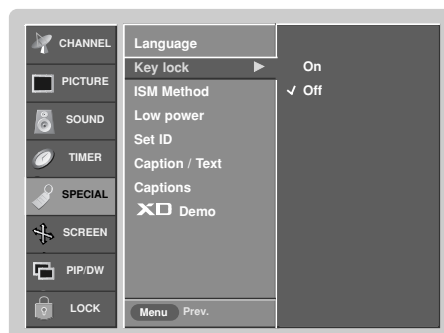 CHANNEL
PICTURE
SOUND
TIMER
SPECIAL
SCREEN
PIP/DW
LOCK
Language
Key lock
ISM Method
Low power
Set ID
Caption / Text
Captions
XD Demo
Menu Prev.
On
Off